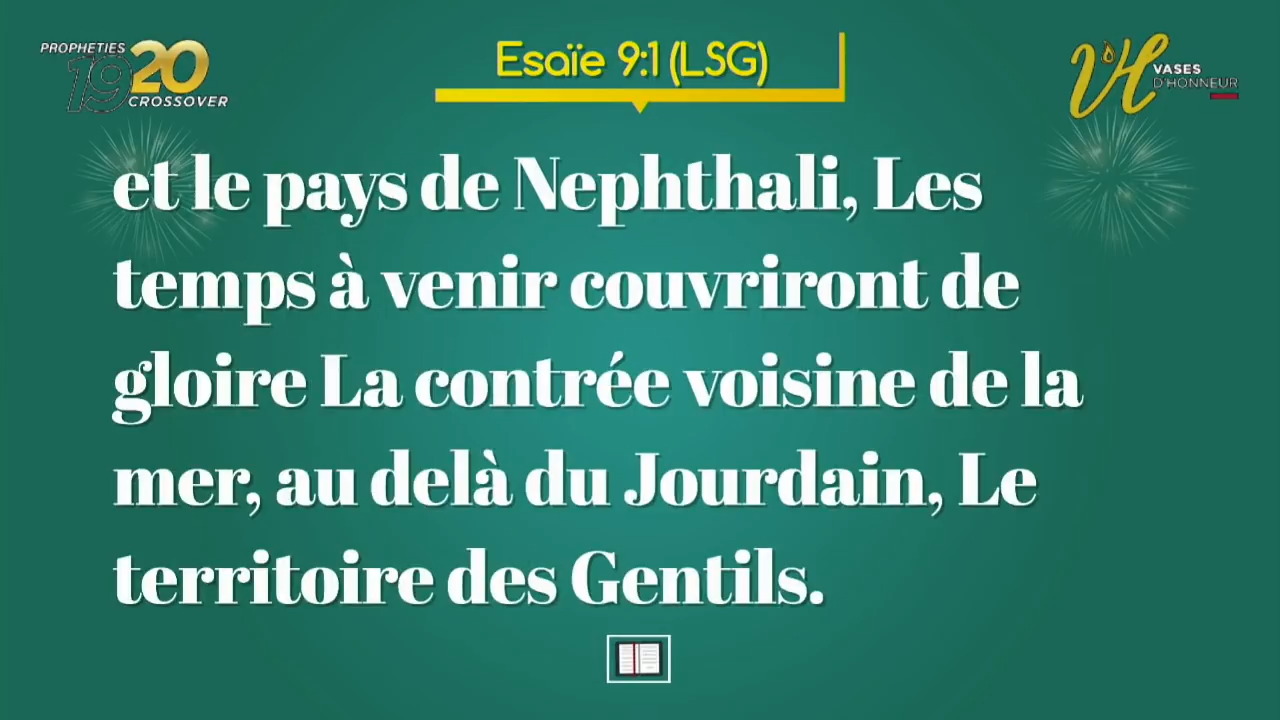 PROPHETIES
1920
CROSSOVER
Esaïe 9:1 (LSG)
VH VASES
D'HONNEUR
et le pays de Nephthali, Les
temps à venir couvriront de
gloire La contrée voisine de la
mer, au delà du Jourdain, Le
territoire des Gentils.